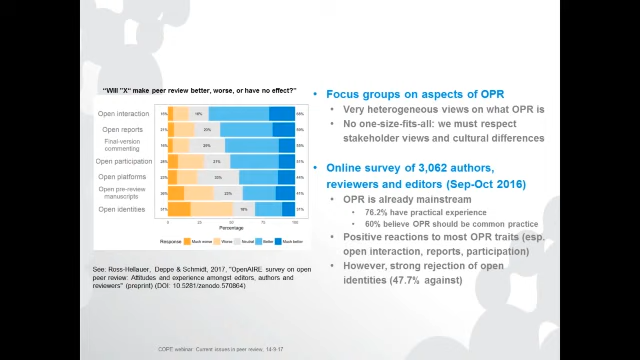 "Will "X" make peer review better, worse, or have no effect?"
Open interaction
Open reports
Final-version
commenting
Open participation
Open platforms
Open pre-review
manuscripts
Open identities
0
25
50
75
100
Percentage
Response
Much worse
Worse
Neutral
Better
Much better
See: Ross-Hellauer, Deppe & Schmidt, 2017, "OpenAIRE survey on open
peer review: Attitudes and experience amongst editors, authors and
reviewers" (preprint) (DOI: 10.5281/zenodo.570864)
• Focus groups on aspects of OPR
• Very heterogeneous views on what OPR is
• No one-size-fits-all: we must respect
stakeholder views and cultural differences
• Online survey of 3,062 authors,
reviewers and editors (Sep-Oct 2016)
• OPR is already mainstream
• 76.2% have practical experience
• 60% believe OPR should be common practice
• Positive reactions to most OPR traits (esp.
open interaction, reports, participation)
• However, strong rejection of open
identities (47.7% against)
COPE webinar: Current issues in peer review, 14-9-17